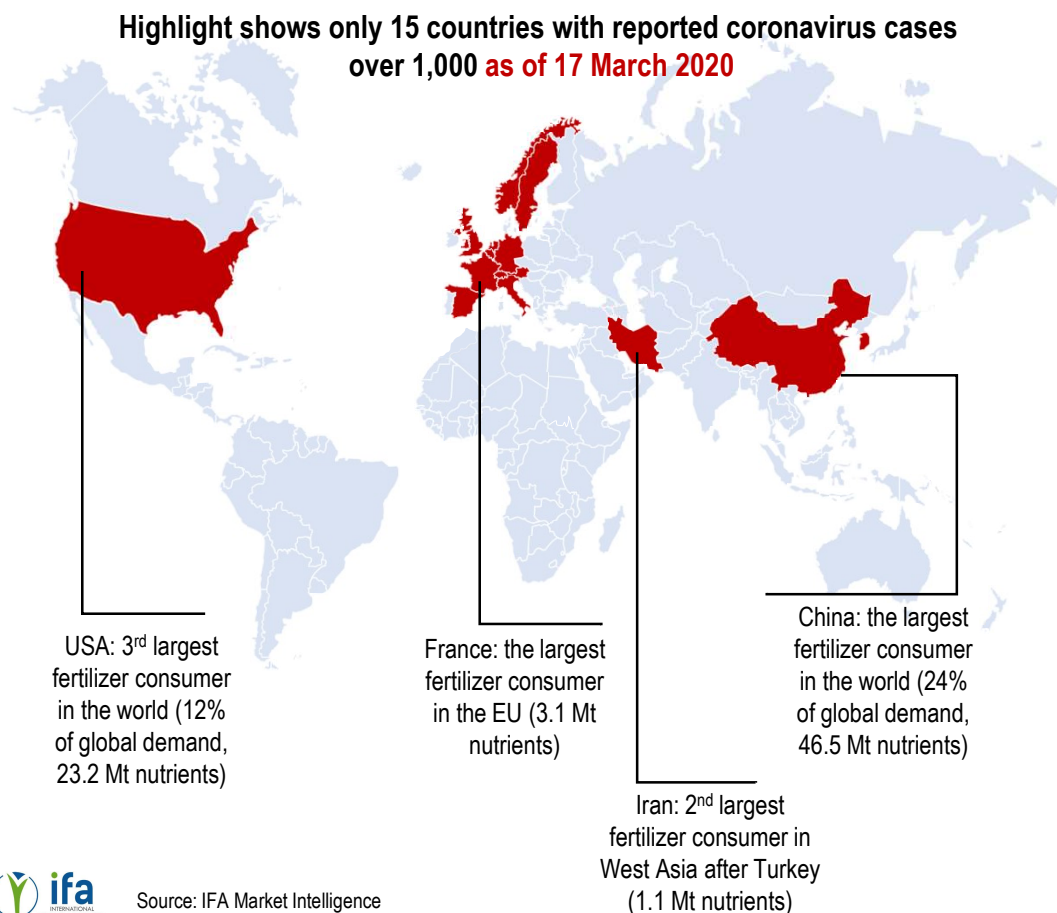 Highlight shows only 15 countries with reported coronavirus cases
over 1,000 as of 17 March 2020
USA: 3rd largest
fertilizer consumer
in the world (12%
of global demand,
23.2 Mt nutrients)
France: the largest
fertilizer consumer
in the EU (3.1 Mt
nutrients)
China: the largest
fertilizer consumer
in the world (24%
of global demand,
46.5 Mt nutrients)
Iran: 2nd largest
fertilizer consumer in
West Asia after Turkey
(1.1 Mt nutrients)
ifa
INTERNATIONAL
Source: IFA Market Intelligence